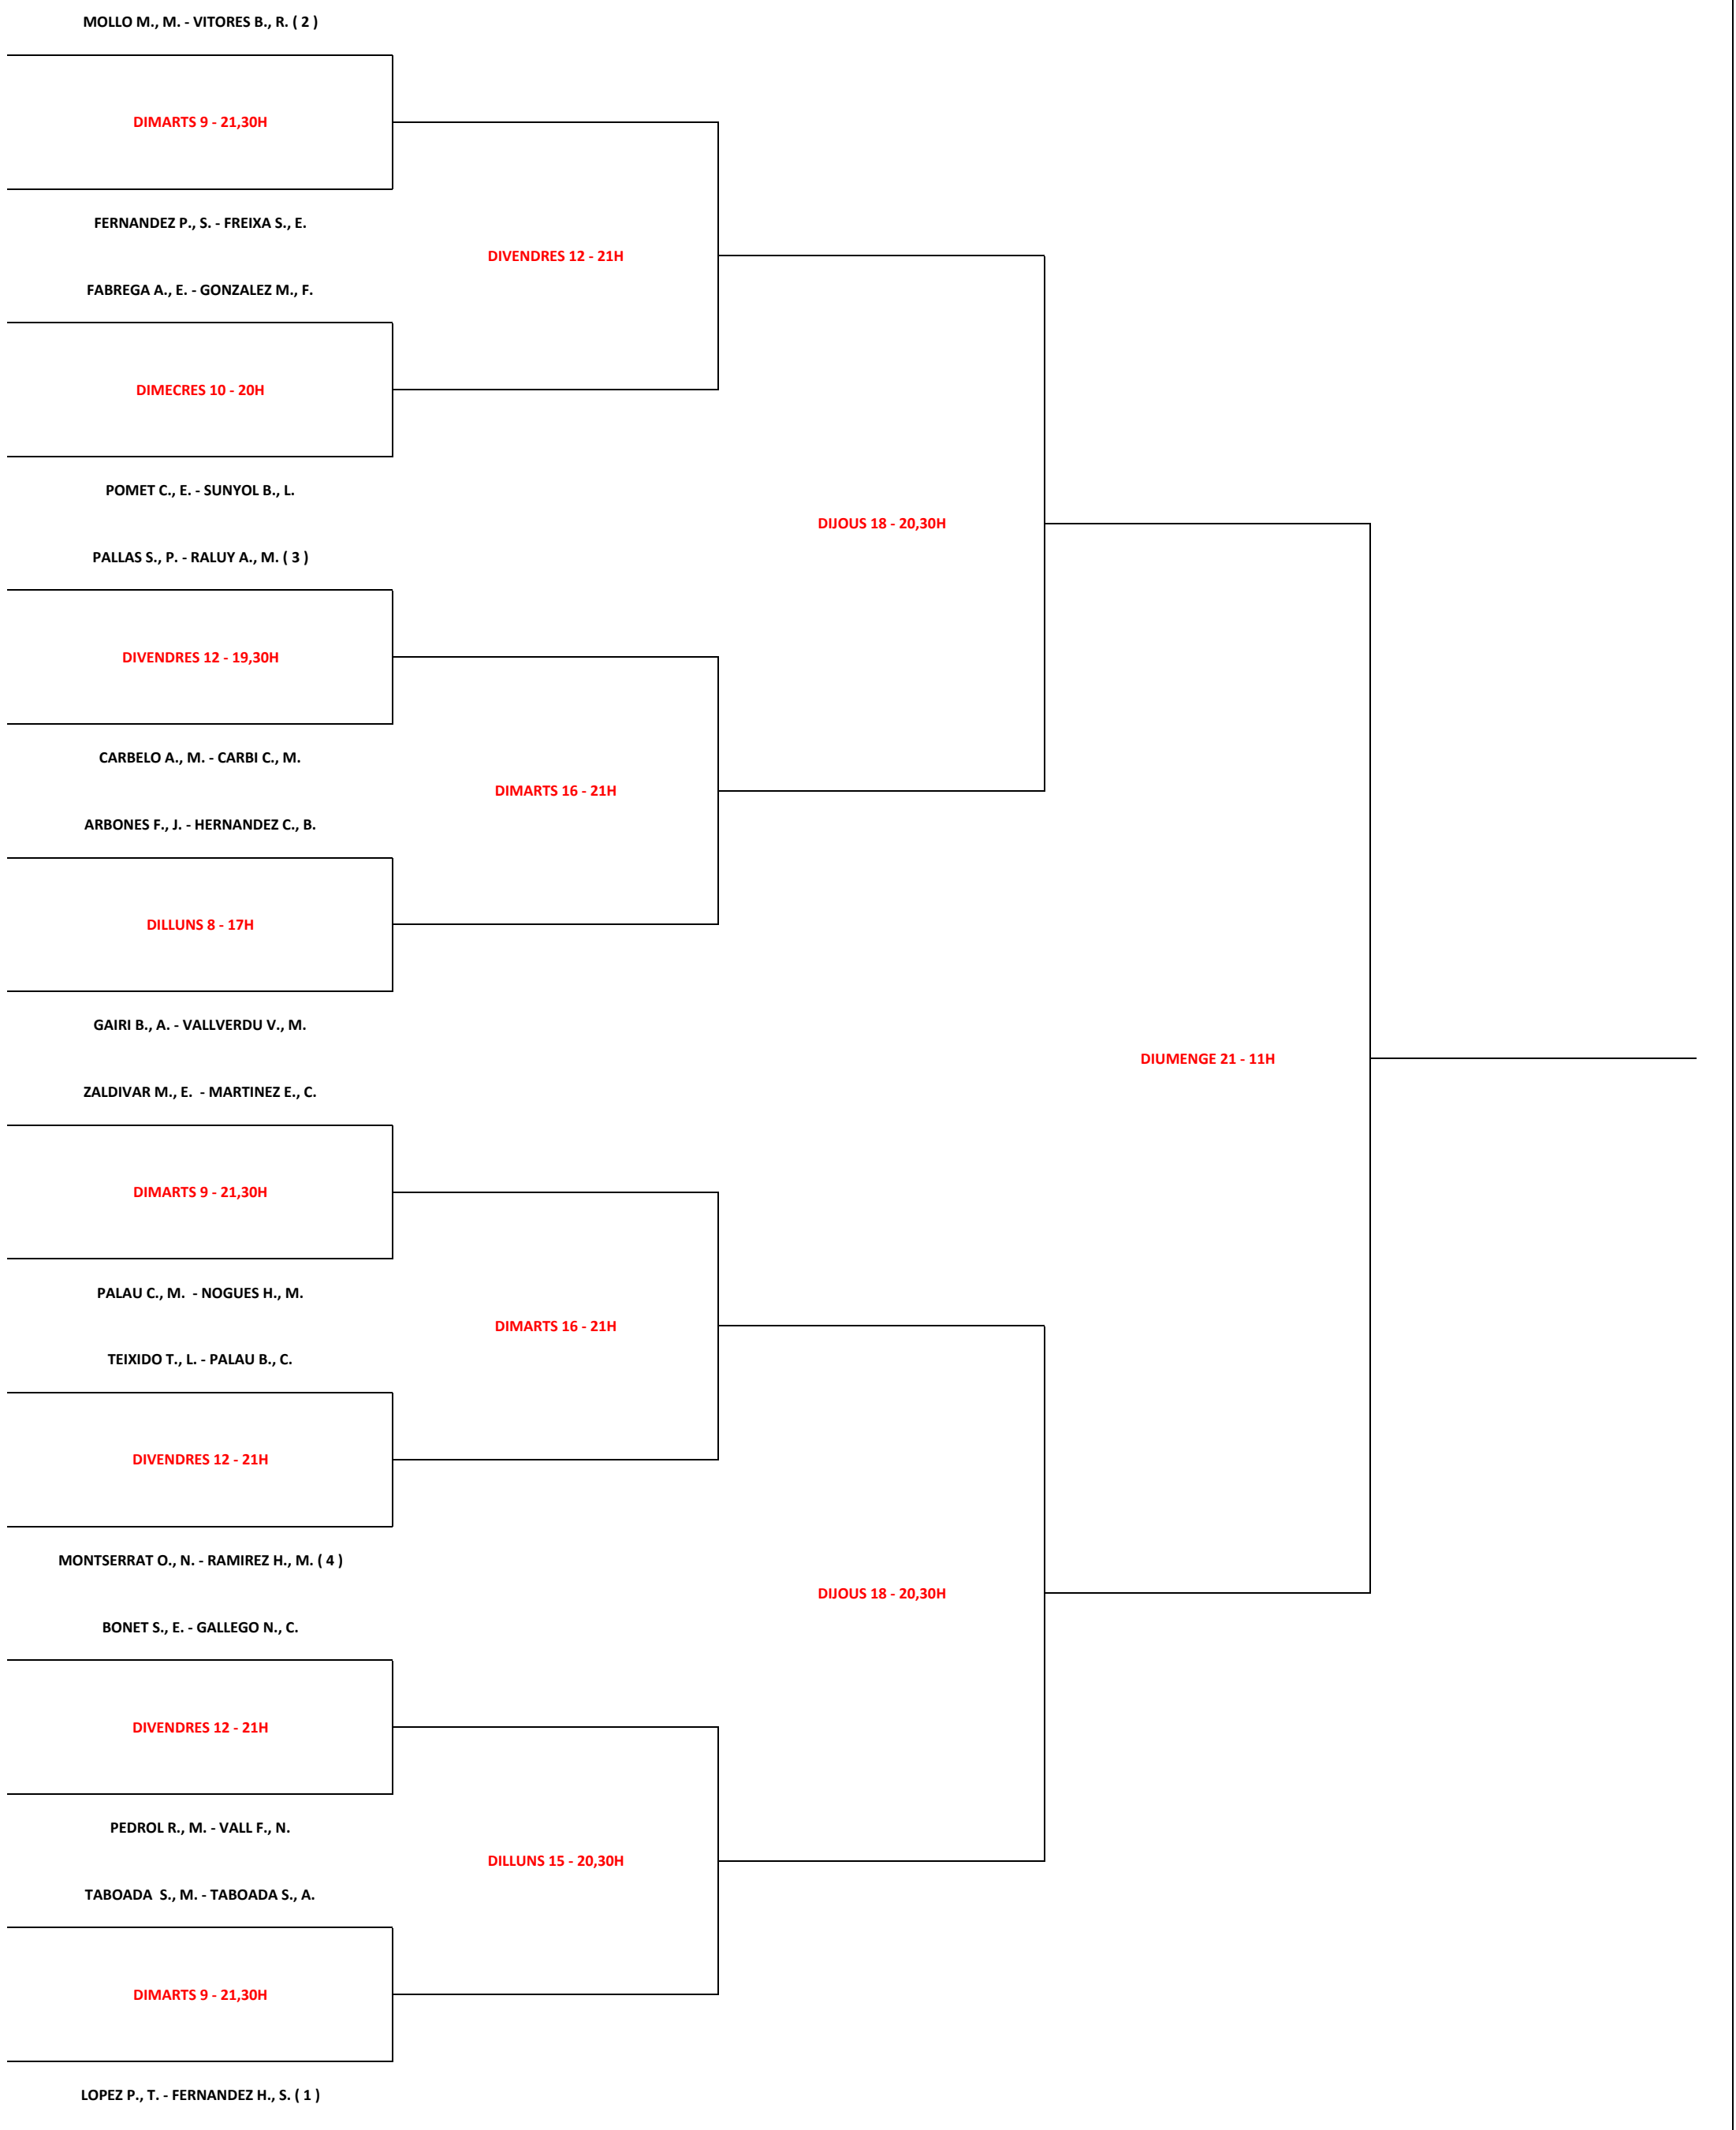 MOLLO M., M. - VITORES B., R. ( 2 )
DIMARTS 9 - 21,30H
FERNANDEZ P., S. - FREIXA S., E.
DIVENDRES 12 - 21H
FABREGA A., E. - GONZALEZ M., F.
DIMECRES 10 - 20H
POMET C., E. - SUNYOL B., L.
DIJOUS 18 - 20,30H
PALLAS S., P. - RALUY A., M. ( 3 )
DIVENDRES 12 - 19,30H
CARBELO A., M. - CARBI C., M.
DIMARTS 16 - 21H
ARBONES F., J. - HERNANDEZ C., B.
DILLUNS 8 - 17H
GAIRI B., A. - VALLVERDU V., M.
DIUMENGE 21 - 11H
ZALDIVAR M., E.  - MARTINEZ E., C.
DIMARTS 9 - 21,30H
PALAU C., M.  - NOGUES H., M.
DIMARTS 16 - 21H
TEIXIDO T., L. - PALAU B., C.
DIVENDRES 12 - 21H
MONTSERRAT O., N. - RAMIREZ H., M. ( 4 )
DIJOUS 18 - 20,30H
BONET S., E. - GALLEGO N., C.
DIVENDRES 12 - 21H
PEDROL R., M. - VALL F., N.
DILLUNS 15 - 20,30H
TABOADA  S., M. - TABOADA S., A.
DIMARTS 9 - 21,30H
LOPEZ P., T. - FERNANDEZ H., S. ( 1 )